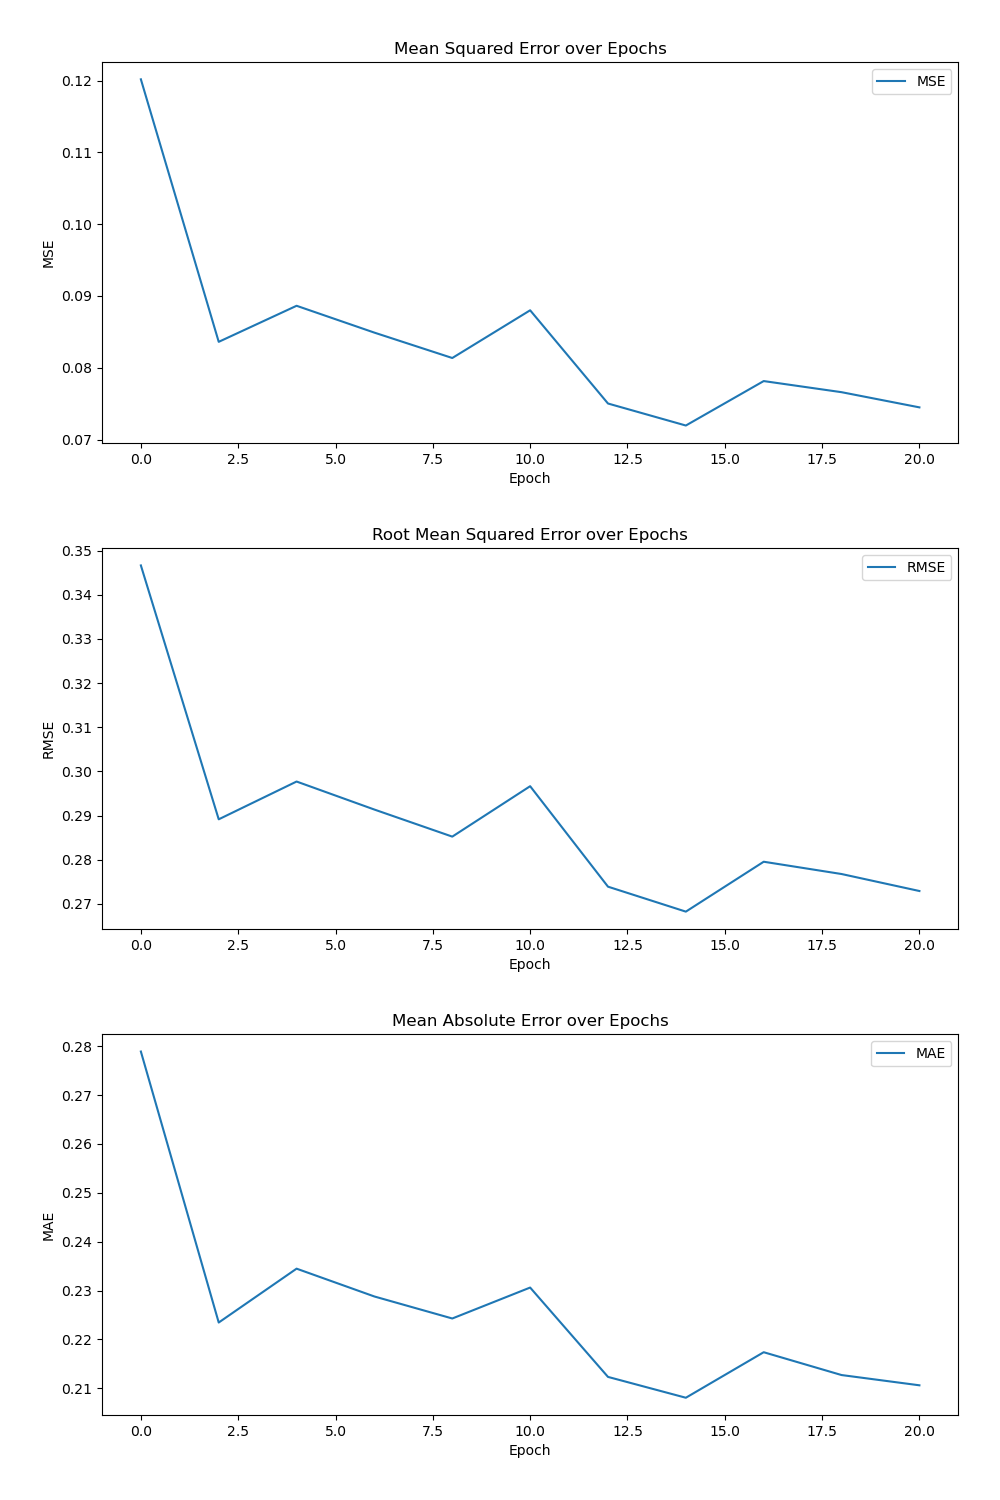 Mean Squared Error over Epochs
MSE
0.12
0.11
0.10
0.09
0.08
0.07
MSE
0.0 2.5 5.0 7.5 10.0 12.5 15.0 17.5 20.0
Epoch
Root Mean Squared Error over Epochs
RMSE
0.35
0.34
0.33
0.32
0.31
0.30
0.29
0.28
0.27
RMSE
0.0 2.5 5.0 7.5 10.0 12.5 15.0 17.5 20.0
Epoch
Mean Absolute Error over Epochs
MAE
0.28
0.27
0.26
0.25
0.24
0.23
0.22
0.21
MAE
0.0 2.5 5.0 7.5 10.0 12.5 15.0 17.5 20.0
Epoch